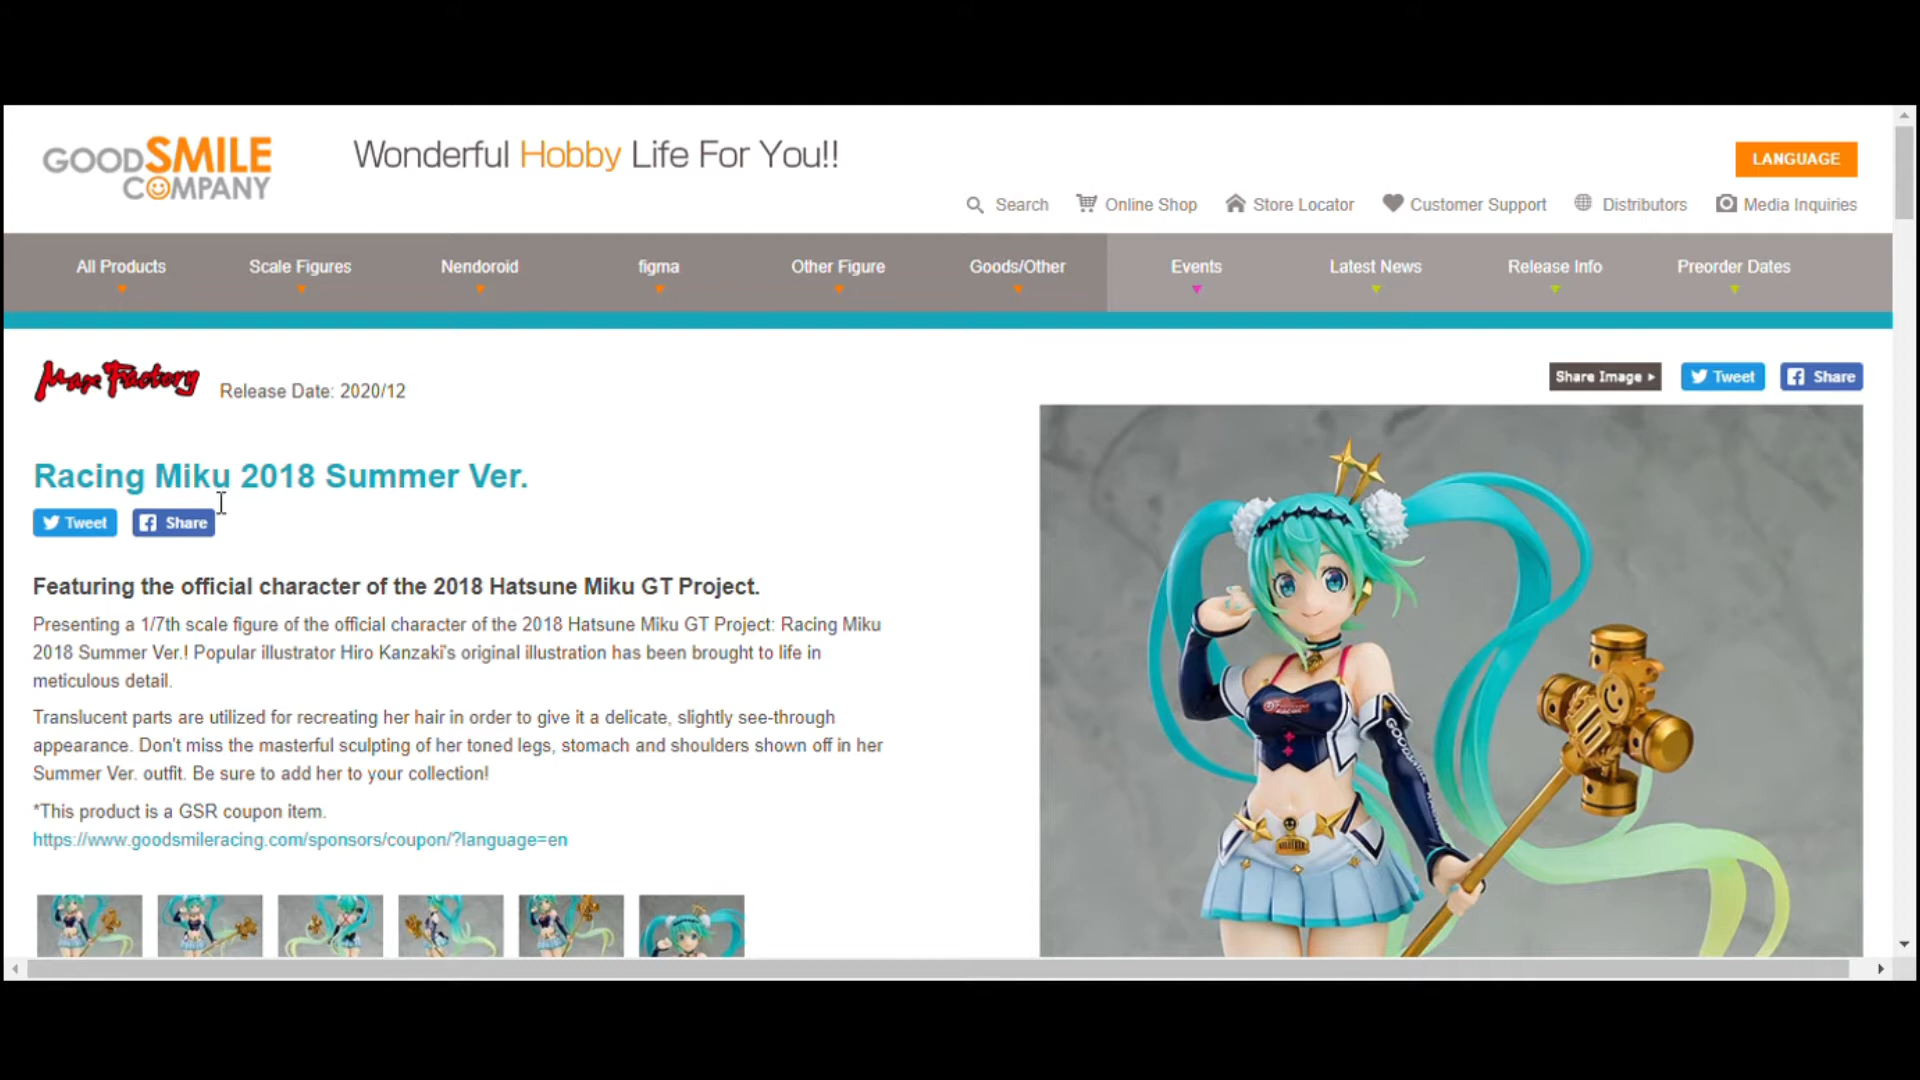 GOODSMILE
COMPANY
Wonderful Hobby Life For You!!
LANGUAGE
Search
Online Shop
Store Locator
Customer Support
Distributors
Media Inquiries
All Products
Scale Figures
Nendoroid
figma
Other Figure
Goods/Other
Events
Latest News
Release Info
Preorder Dates
Max Factory
Release Date: 2020/12
Share Image
Tweet
Share
Racing Miku 2018 Summer Ver.
Tweet
Share
Featuring the official character of the 2018 Hatsune Miku GT Project.
Presenting a 1/7th scale figure of the official character of the 2018 Hatsune Miku GT Project: Racing Miku
2018 Summer Ver.! Popular illustrator Hiro Kanzaki's original illustration has been brought to life in
meticulous detail.
Translucent parts are utilized for recreating her hair in order to give it a delicate, slightly see-through
appearance. Don't miss the masterful sculpting of her toned legs, stomach and shoulders shown off in her
Summer Ver. outfit. Be sure to add her to your collection!
*This product is a GSR coupon item.
https://www.goodsmileracing.com/sponsors/coupon/?language=en